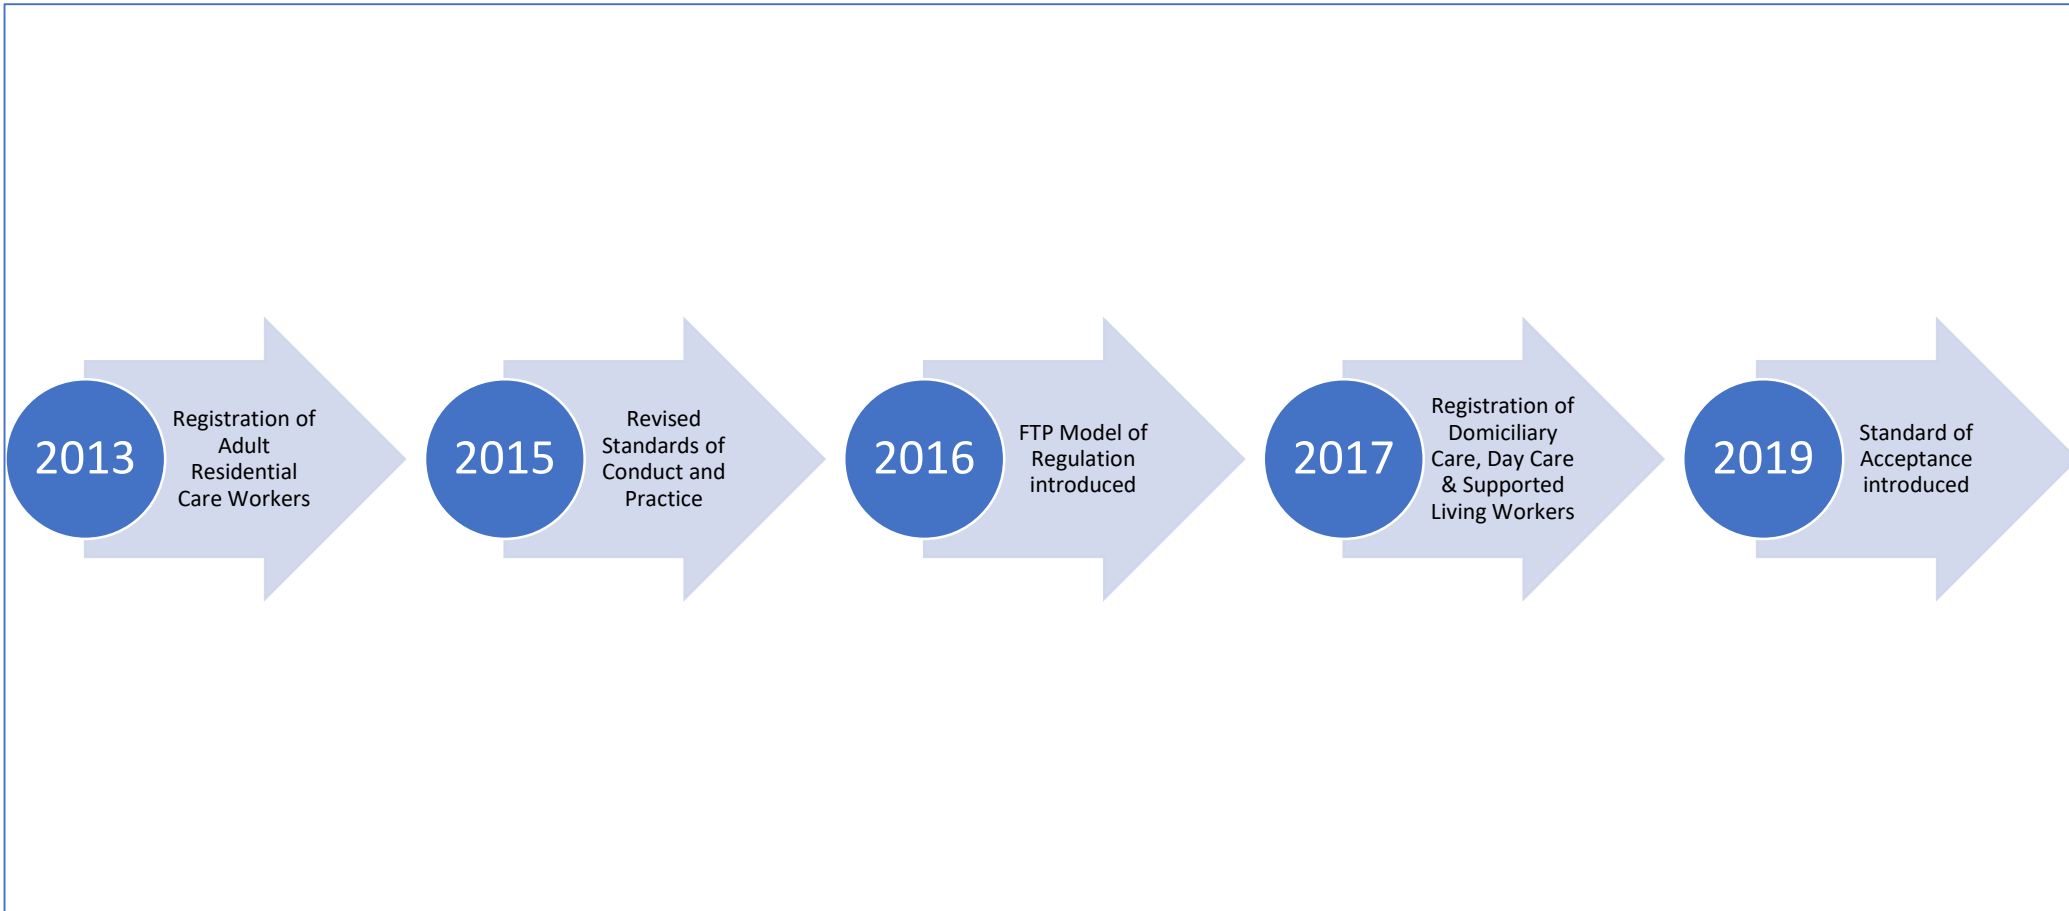 2013
Registration of
Adult
Residential
Care Workers
2015
Revised
Standards of
Conduct and
Practice
2016
FTP Model of
Regulation
introduced
2017
Registration of
Domiciliary
Care, Day Care
& Supported
Living Workers
2019
Standard of
Acceptance
introduced